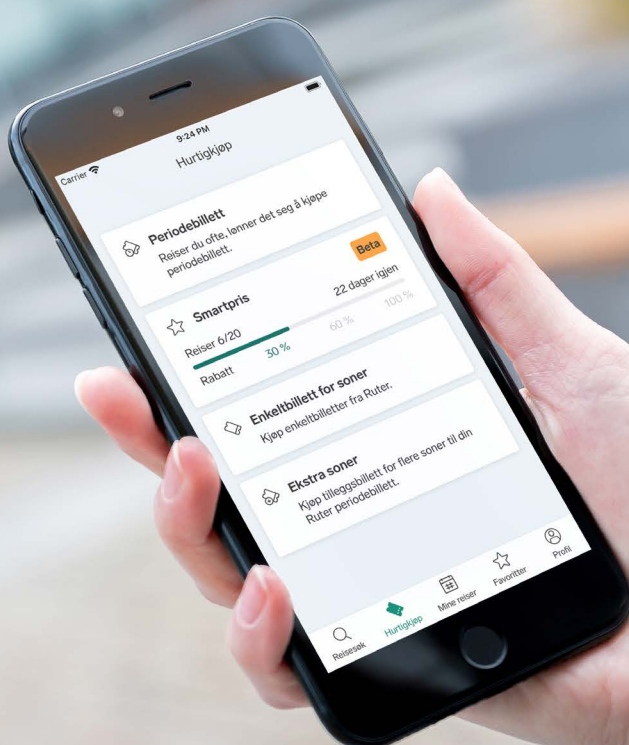 Carrier
9:24 PM
Hurtigkjøp
Periodebillett
Reiser du ofte, lønner det seg å kjøpe
periodebillett.
Beta
Smartpris
Reiser 6/20
22 dager igjen
Rabatt
30 %
60 %
100 %
Enkeltbillett for soner
Kjøp enkeltbilletter fra Ruter.
Ekstra soner
Kjøp tilleggsbillett for flere soner til din
Ruter periodebillett.
Reisesøk
Hurtigkjøp
Mine reiser
Favoritter
Profil